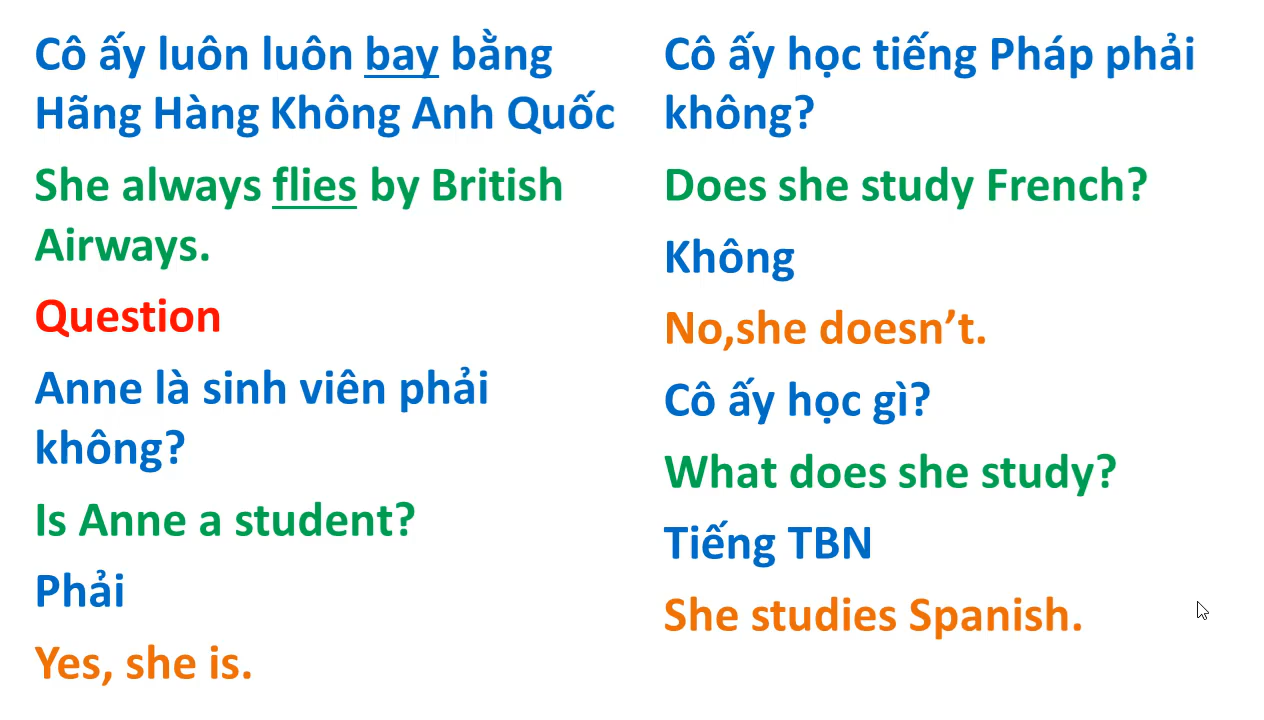 Cô ấy luôn luôn bay bằng
Hãng Hàng Không Anh Quốc
She always flies by British
Airways.
Question
Anne là sinh viên phải
không?
Is Anne a student?
Phải
Yes, she is.
Cô ấy học tiếng Pháp phải
không?
Does she study French?
Không
No,she doesn’t.
Cô ấy học gì?
What does she study?
Tiếng TBN
She studies Spanish.